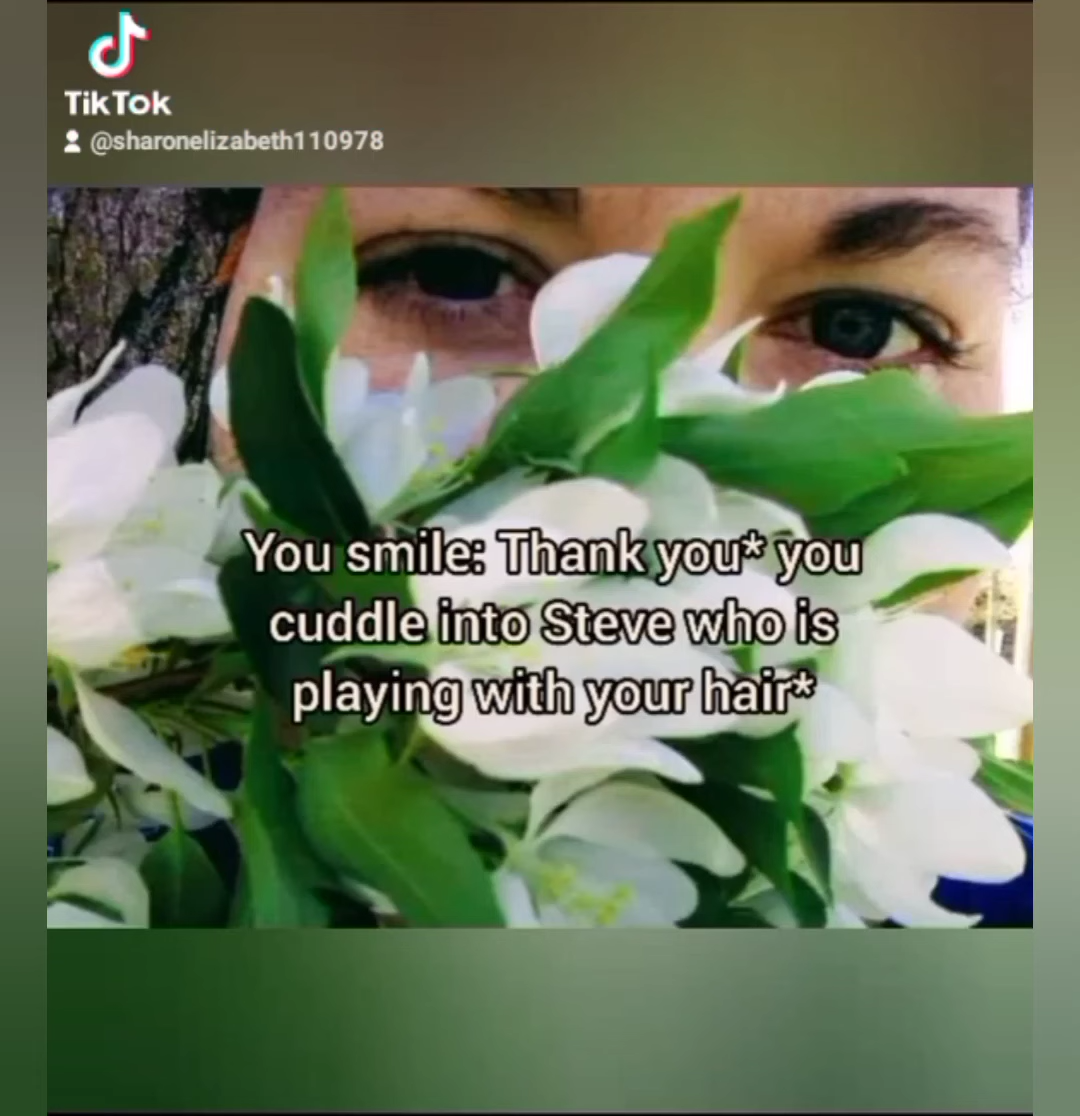 TikTok
@sharonelizabeth110978
You smile: Thank you* you
cuddle into Steve who is
playing with your hair*